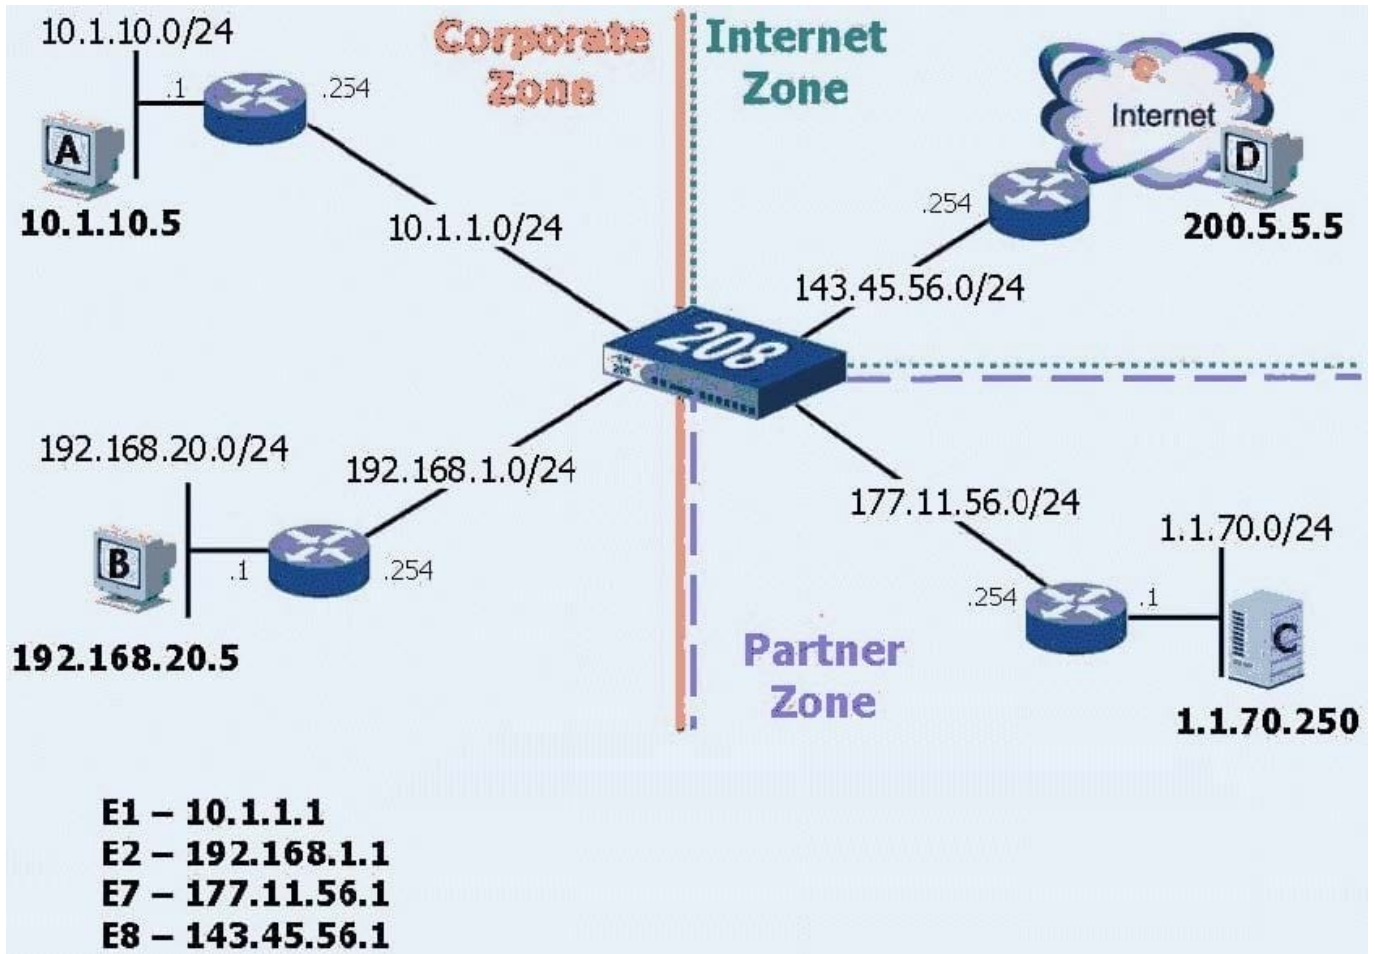 10.1.10.0/24
Corporate
Zone
Internet
Zone
.1
.254
Internet
A
D
10.1.10.5
.254
200.5.5.5
10.1.1.0/24
143.45.56.0/24
208
208
192.168.20.0/24
192.168.1.0/24
177.11.56.0/24
1.1.70.0/24
B
.1
.254
.254
.1
C
192.168.20.5
Partner
Zone
1.1.70.250
E1 – 10.1.1.1
E2 – 192.168.1.1
E7 – 177.11.56.1
E8 – 143.45.56.1